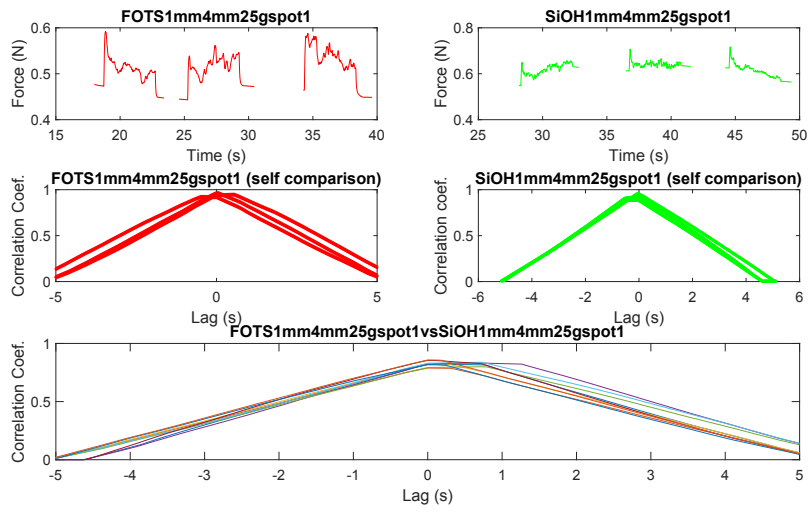 FOTS1mm4mm25gspot1
SiOH1mm4mm25gspot1
Force (N)
0.6
0.5
0.4
15 20 25 30 35 40
Time (s)
Force (N)
0.8
0.6
0.4
25 30 35 40 45 50
Time (s)
FOTS1mm4mm25gspot1 (self comparison)
SiOH1mm4mm25gspot1 (self comparison)
Correlation Coef.
1
0.5
0
-5 0 5
Lag (s)
Correlation coef.
1
0.5
0
-6 -4 -2 0 2 4 6
Lag (s)
FOTS1mm4mm25gspot1vsSiOH1mm4mm25gspot1
Correlation Coef.
1
0.5
0
-5 -4 -3 -2 -1 0 1 2 3 4 5
Lag (s)